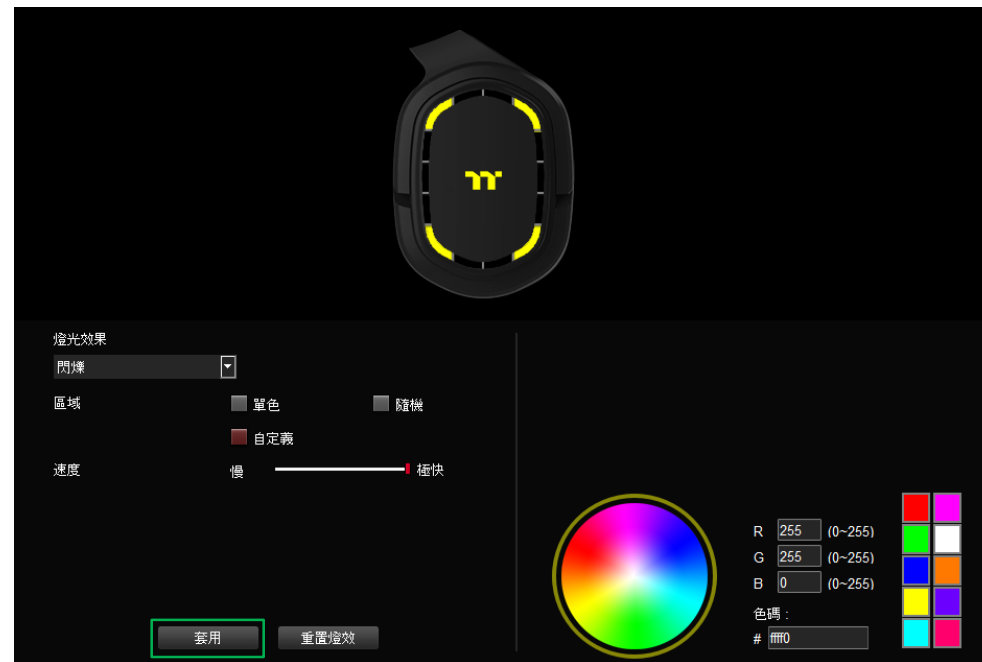 燈光效果
閃爍
區域
單色
隨機
自定義
速度
慢
極快
套用
重置燈效
R 255 (0~255)
G 255 (0~255)
B 0 (0~255)
色碼 :
# ffff0